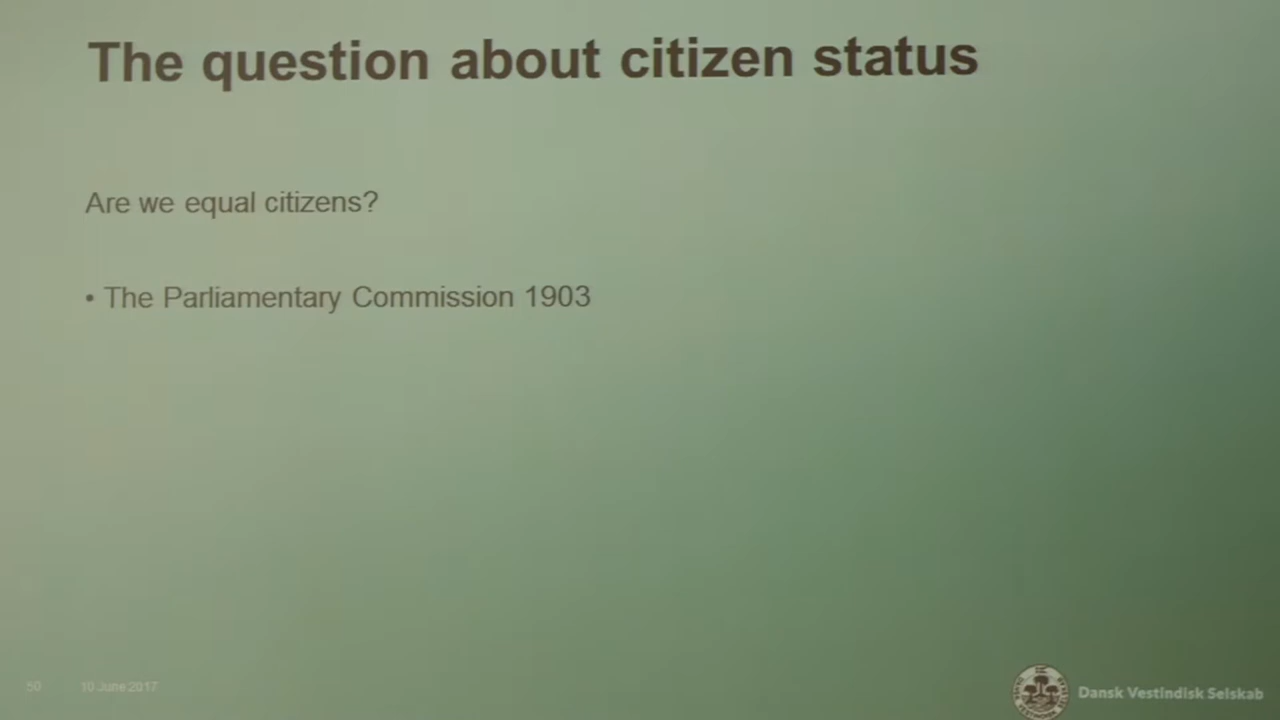 The question about citizen status
Are we equal citizens?
• The Parliamentary Commission 1903
50
10 June 2017
Dansk Vestindisk Selskab